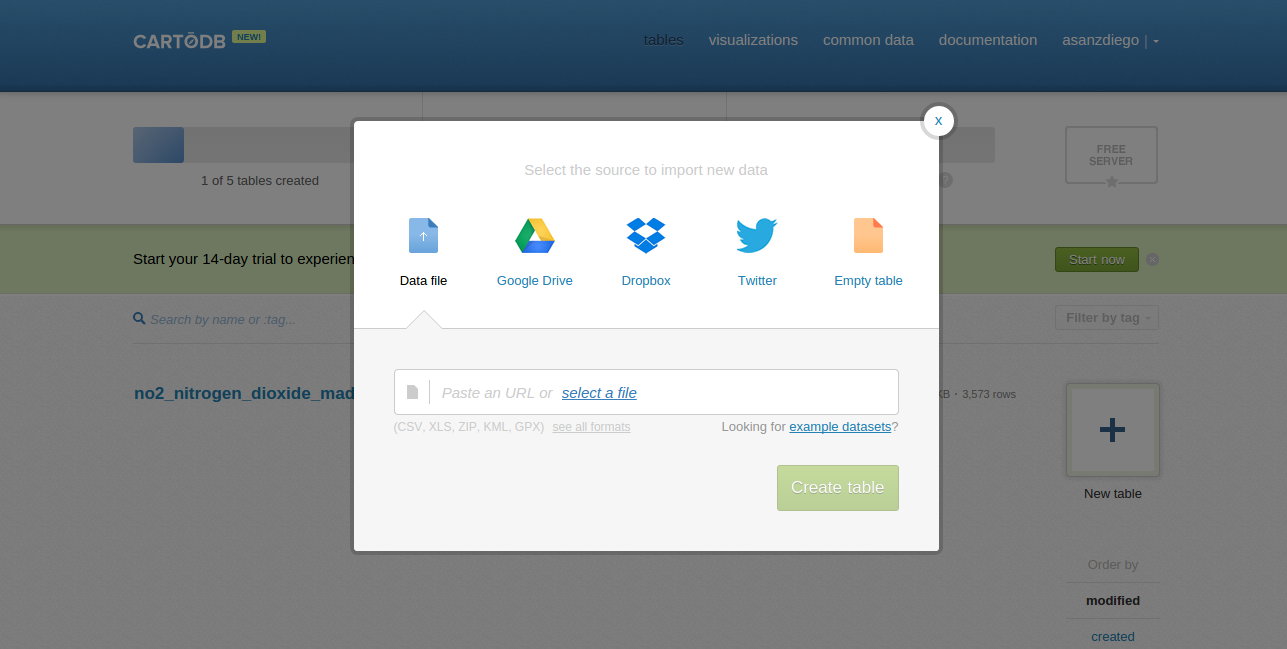 CARTODB NEW!
tables visualizations common data documentation asanzdiego
x
FREE
SERVER
1 of 5 tables created
?
Select the source to import new data
Data file Google Drive Dropbox Twitter Empty table
Start your 14-day trial to experien
Start now
Search by name or :tag...
Filter by tag
no2_nitrogen_dioxide_mad
KB · 3,573 rows
Paste an URL or select a file
(CSV, XLS, ZIP, KML, GPX) see all formats
Looking for example datasets?
Create table
New table
Order by
modified
created